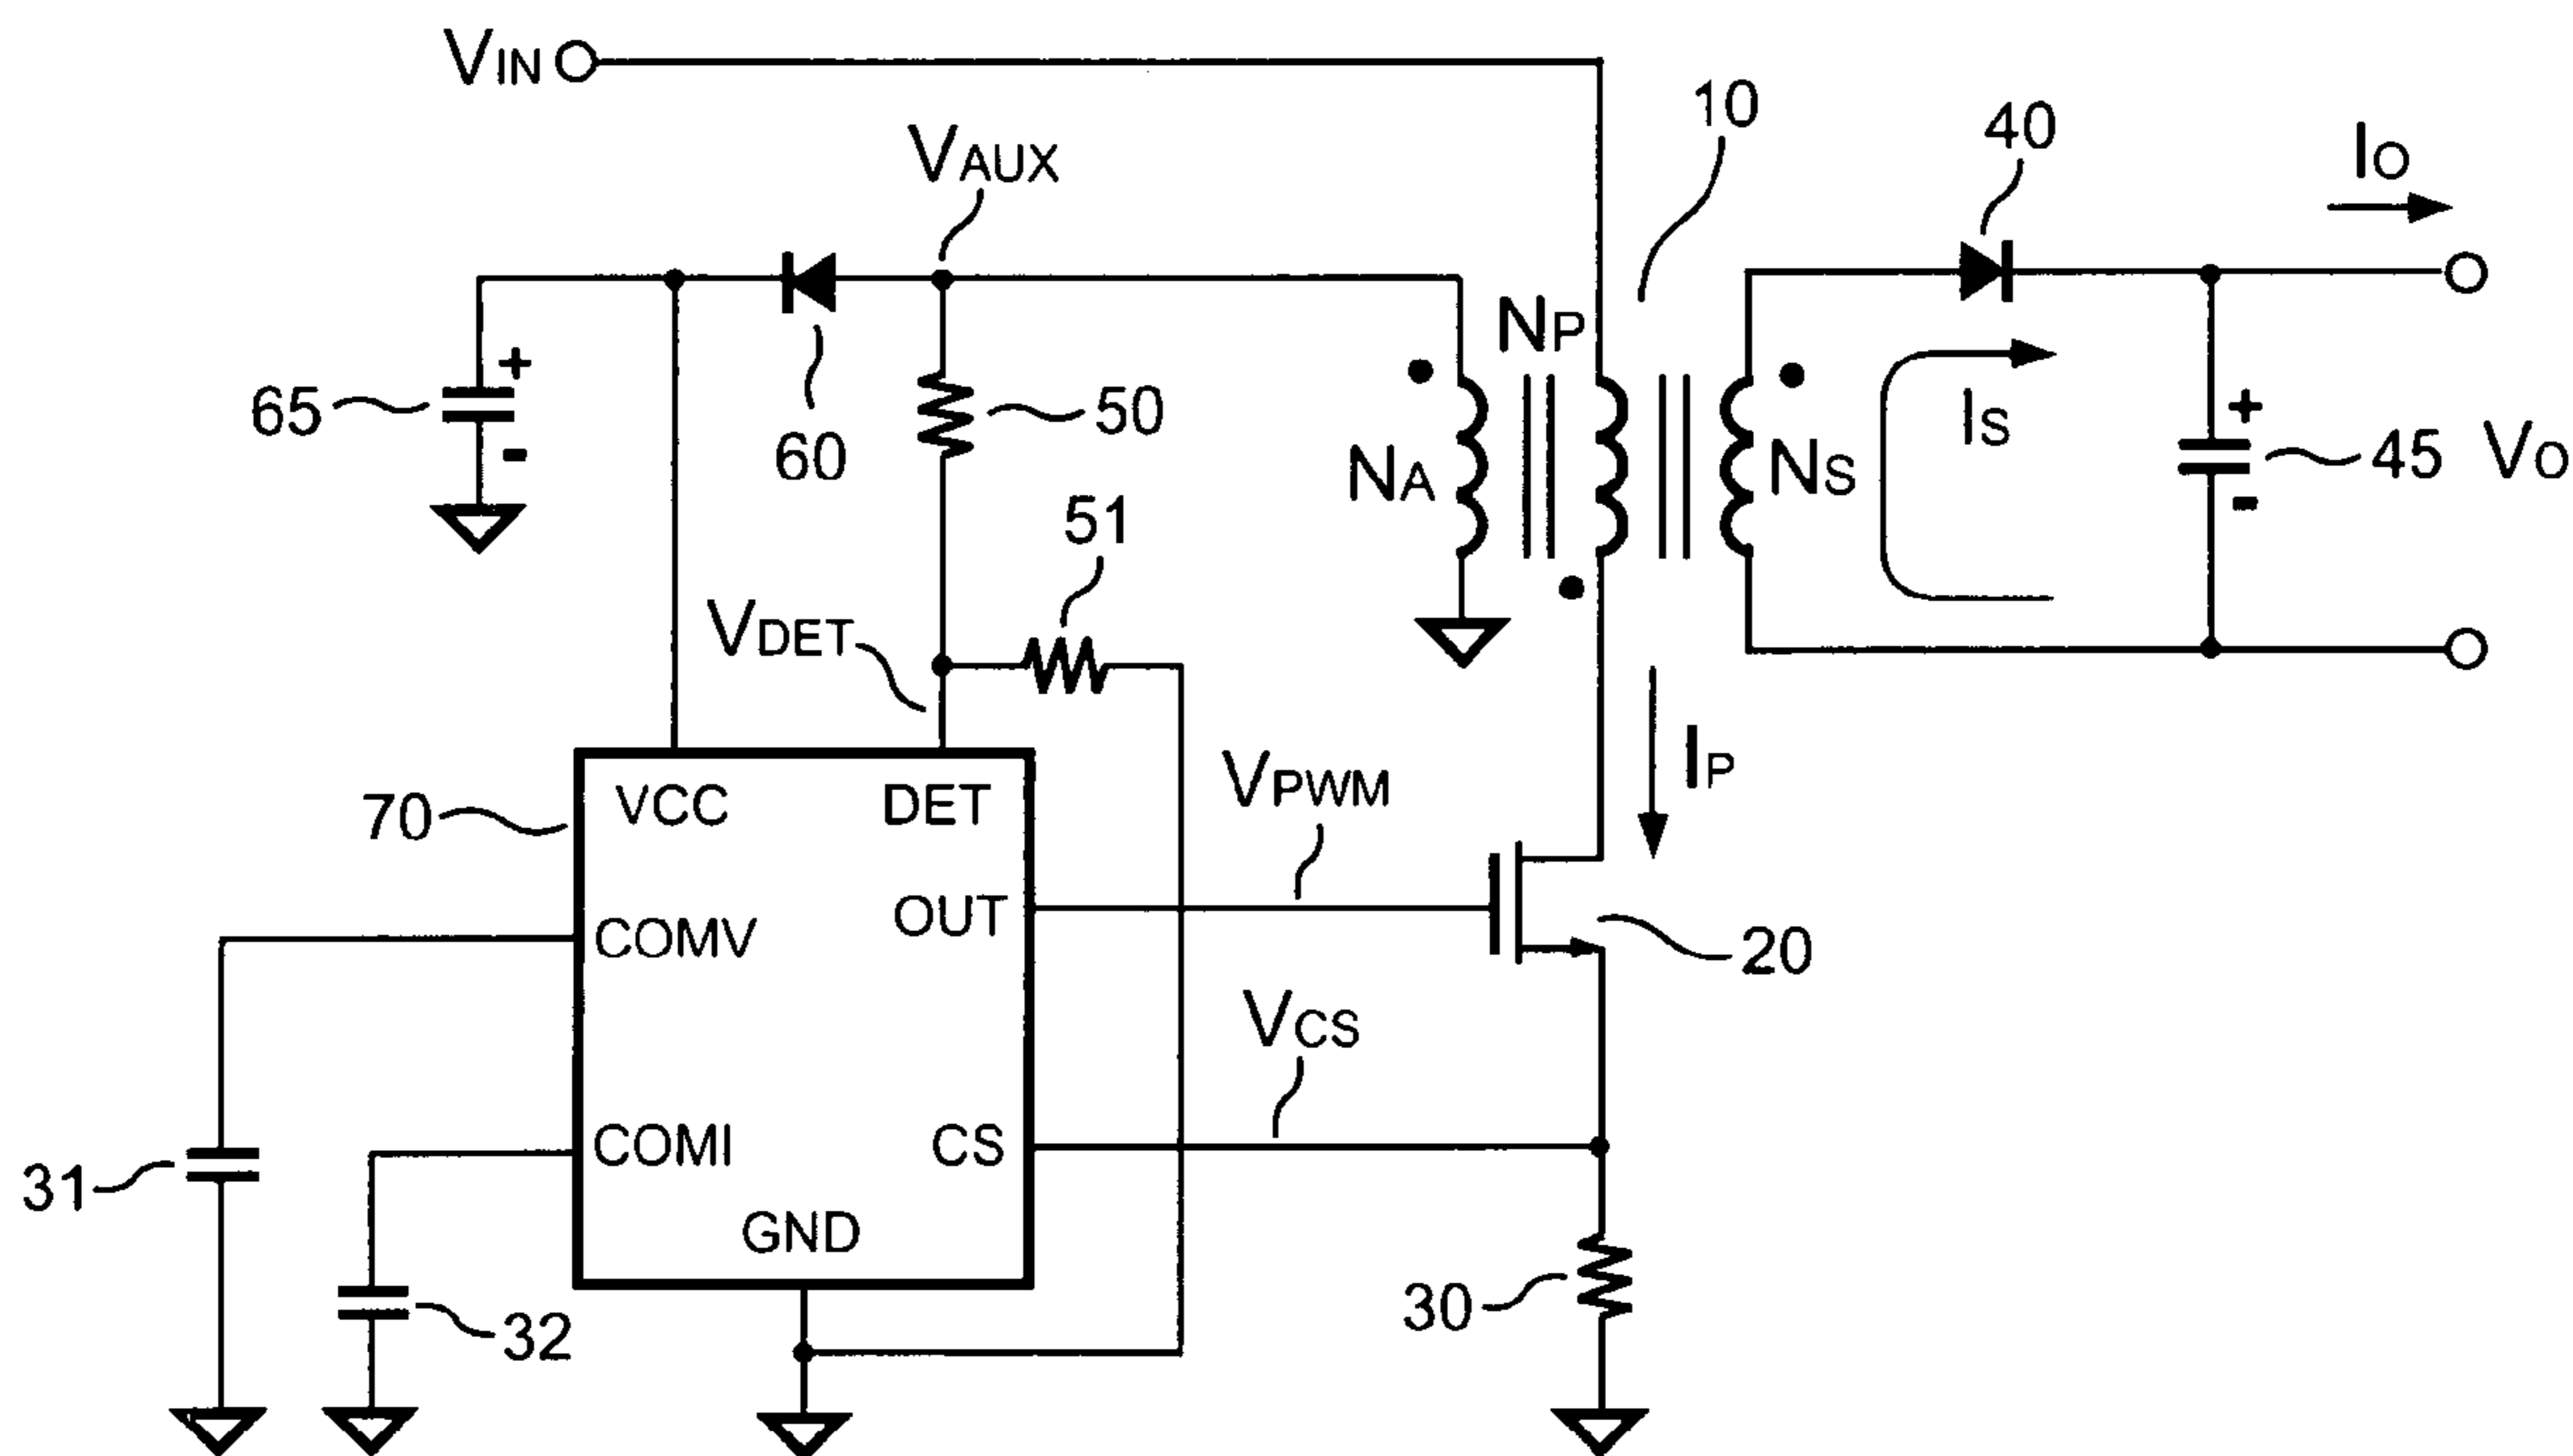 VIN
10
VAUX
40
IO
NP
65
+
-
60
50
NA
NS
IS
+
-
45
VO
51
VDET
IP
VPWM
70
VCC
DET
OUT
COMV
20
VCS
COMI
CS
31
GND
32
30